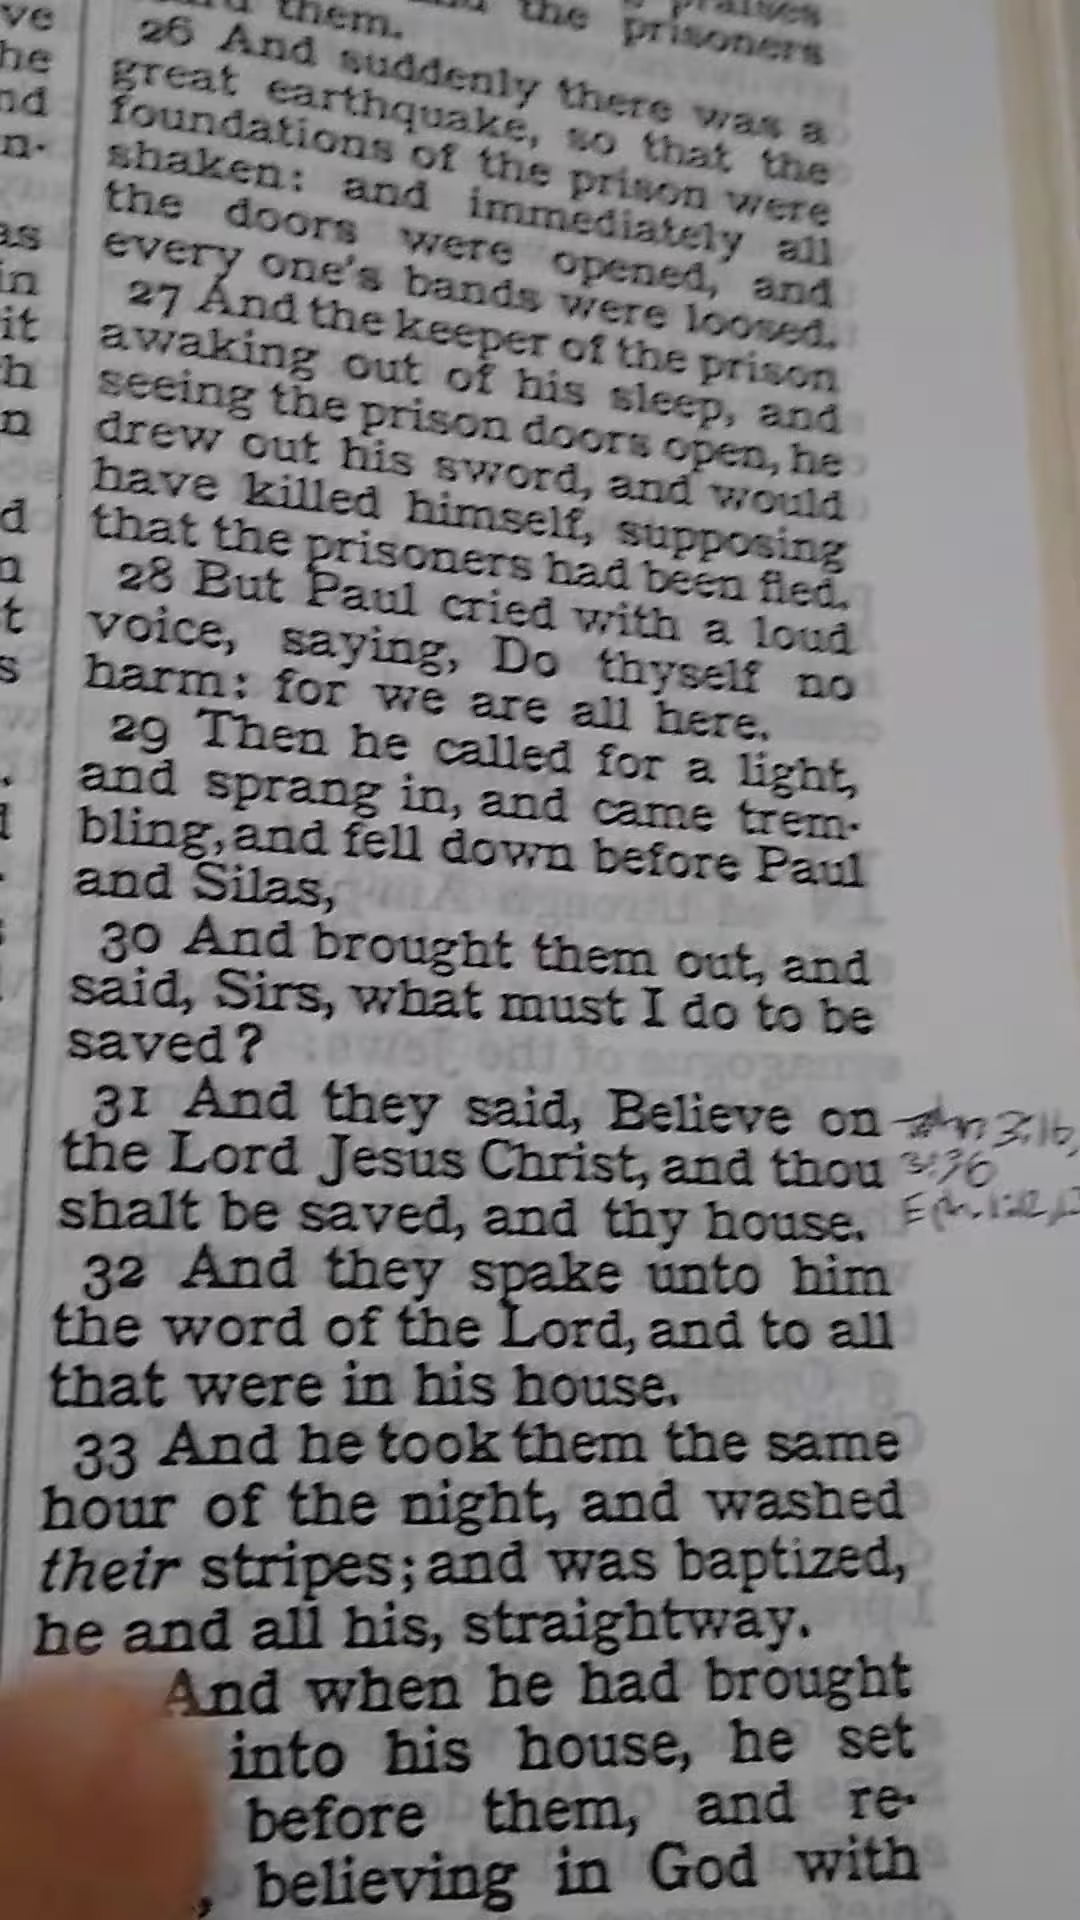 praises
the prisoners
them.
26 And suddenly there was a
great earthquake, so that the
foundations of the prison were
shaken: and immediately all
the doors were opened, and
every one's bands were loosed.
27 And the keeper of the prison
awaking out of his sleep, and
seeing the prison doors open, he
drew out his sword, and would
have killed himself, supposing
that the prisoners had been fled.
28 But Paul cried with a loud
voice, saying, Do thyself no
harm: for we are all here.
29 Then he called for a light,
and sprang in, and came trem-
bling, and fell down before Paul
and Silas,
30 And brought them out, and
said, Sirs, what must I do to be
saved?
31 And they said, Believe on
the Lord Jesus Christ, and thou
shalt be saved, and thy house.
32 And they spake unto him
the word of the Lord, and to all
that were in his house.
33 And he took them the same
hour of the night, and washed
their stripes; and was baptized,
he and all his, straightway.
And when he had brought
into his house, he set
before them, and re-
, believing in God with
3:16,
3:36